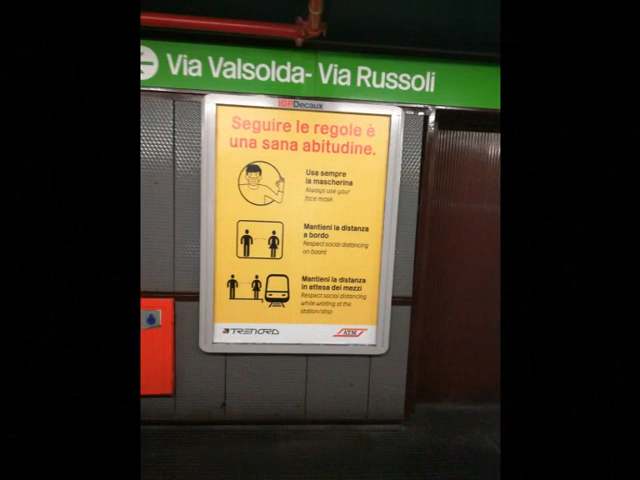 Via Valsolda- Via Russoli
IGPDecaux
Seguire le regole è
una sana abitudine.
Usa sempre
la mascherina
Always use your
face mask
Mantieni la distanza
a bordo
Respect social distancing
on board
Mantieni la distanza
in attesa dei mezzi
Respect social distancing
while waiting at the
station/stop
TRENORD
ATM